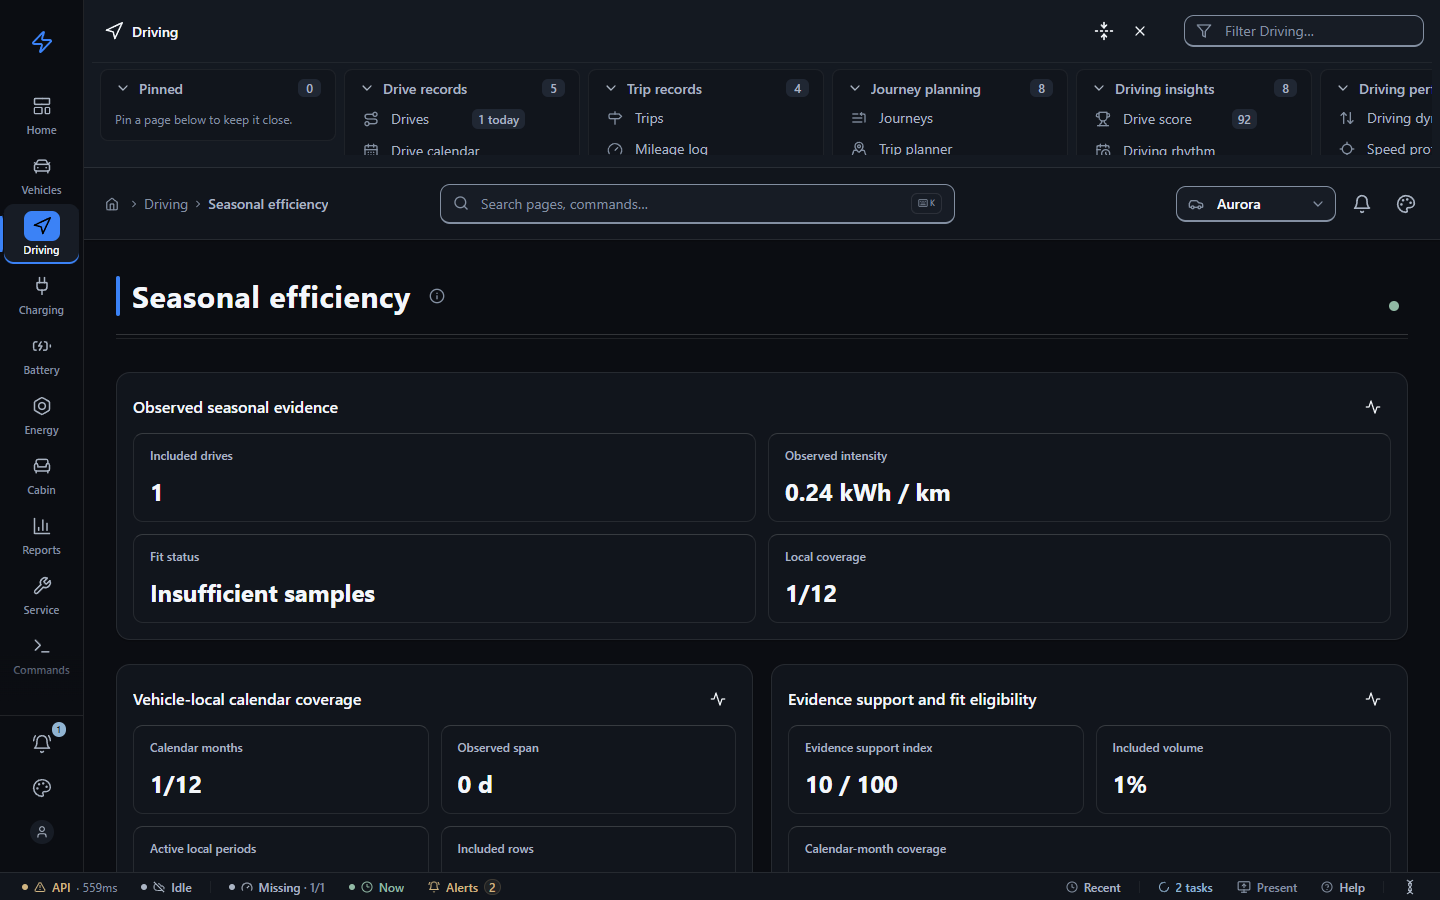 Driving
Filter Driving...
Pinned 0
Pin a page below to keep it close.
Drive records 5
Drives 1 today
Drive calendar
Trip records 4
Trips
Mileage log
Journey planning 8
Journeys
Trip planner
Driving insights 8
Drive score 92
Driving rhythm
Driving per
Driving dy
Speed pro
Home
Vehicles
Driving
Charging
Battery
Energy
Cabin
Reports
Service
Commands
1
Driving
Seasonal efficiency
Search pages, commands...
K
Aurora
Seasonal efficiency
Observed seasonal evidence
Included drives
1
Observed intensity
0.24 kWh / km
Fit status
Insufficient samples
Local coverage
1/12
Vehicle-local calendar coverage
Calendar months
1/12
Observed span
0 d
Active local periods
Included rows
Evidence support and fit eligibility
Evidence support index
10 / 100
Included volume
1%
Calendar-month coverage
API · 559ms
Idle
Missing · 1/1
Now
Alerts 2
Recent
2 tasks
Present
Help